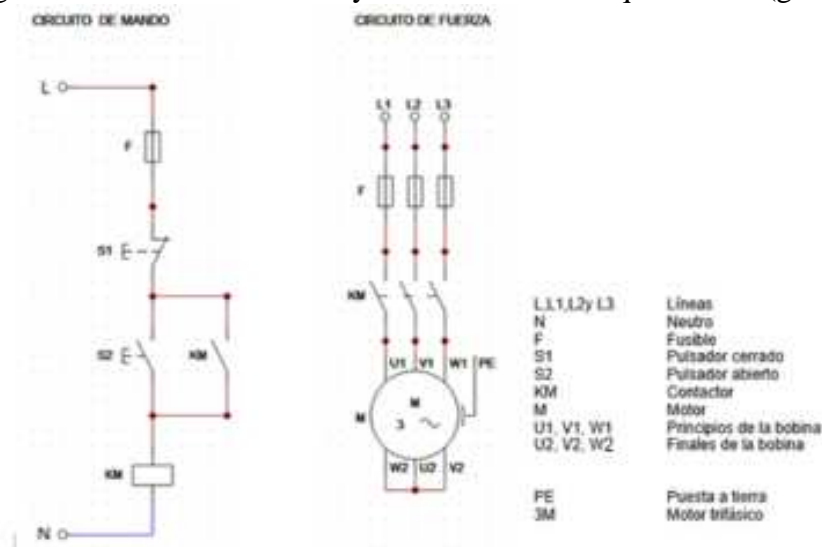 CIRCUITO DE MANDO
L
F
S1
S2
KM
KM
N
CIRCUITO DE FUERZA
L1 L2 L3
F
KM
U1 V1 W1 PE
M
M
3
W2 U2 V2
L,L1,L2y L3 Líneas
N Neutro
F Fusible
S1 Pulsador cerrado
S2 Pulsador abierto
KM Contactor
M Motor
U1, V1, W1 Principios de la bobina
U2, V2, W2 Finales de la bobina
PE Puesta a tierra
3M Motor trifásico